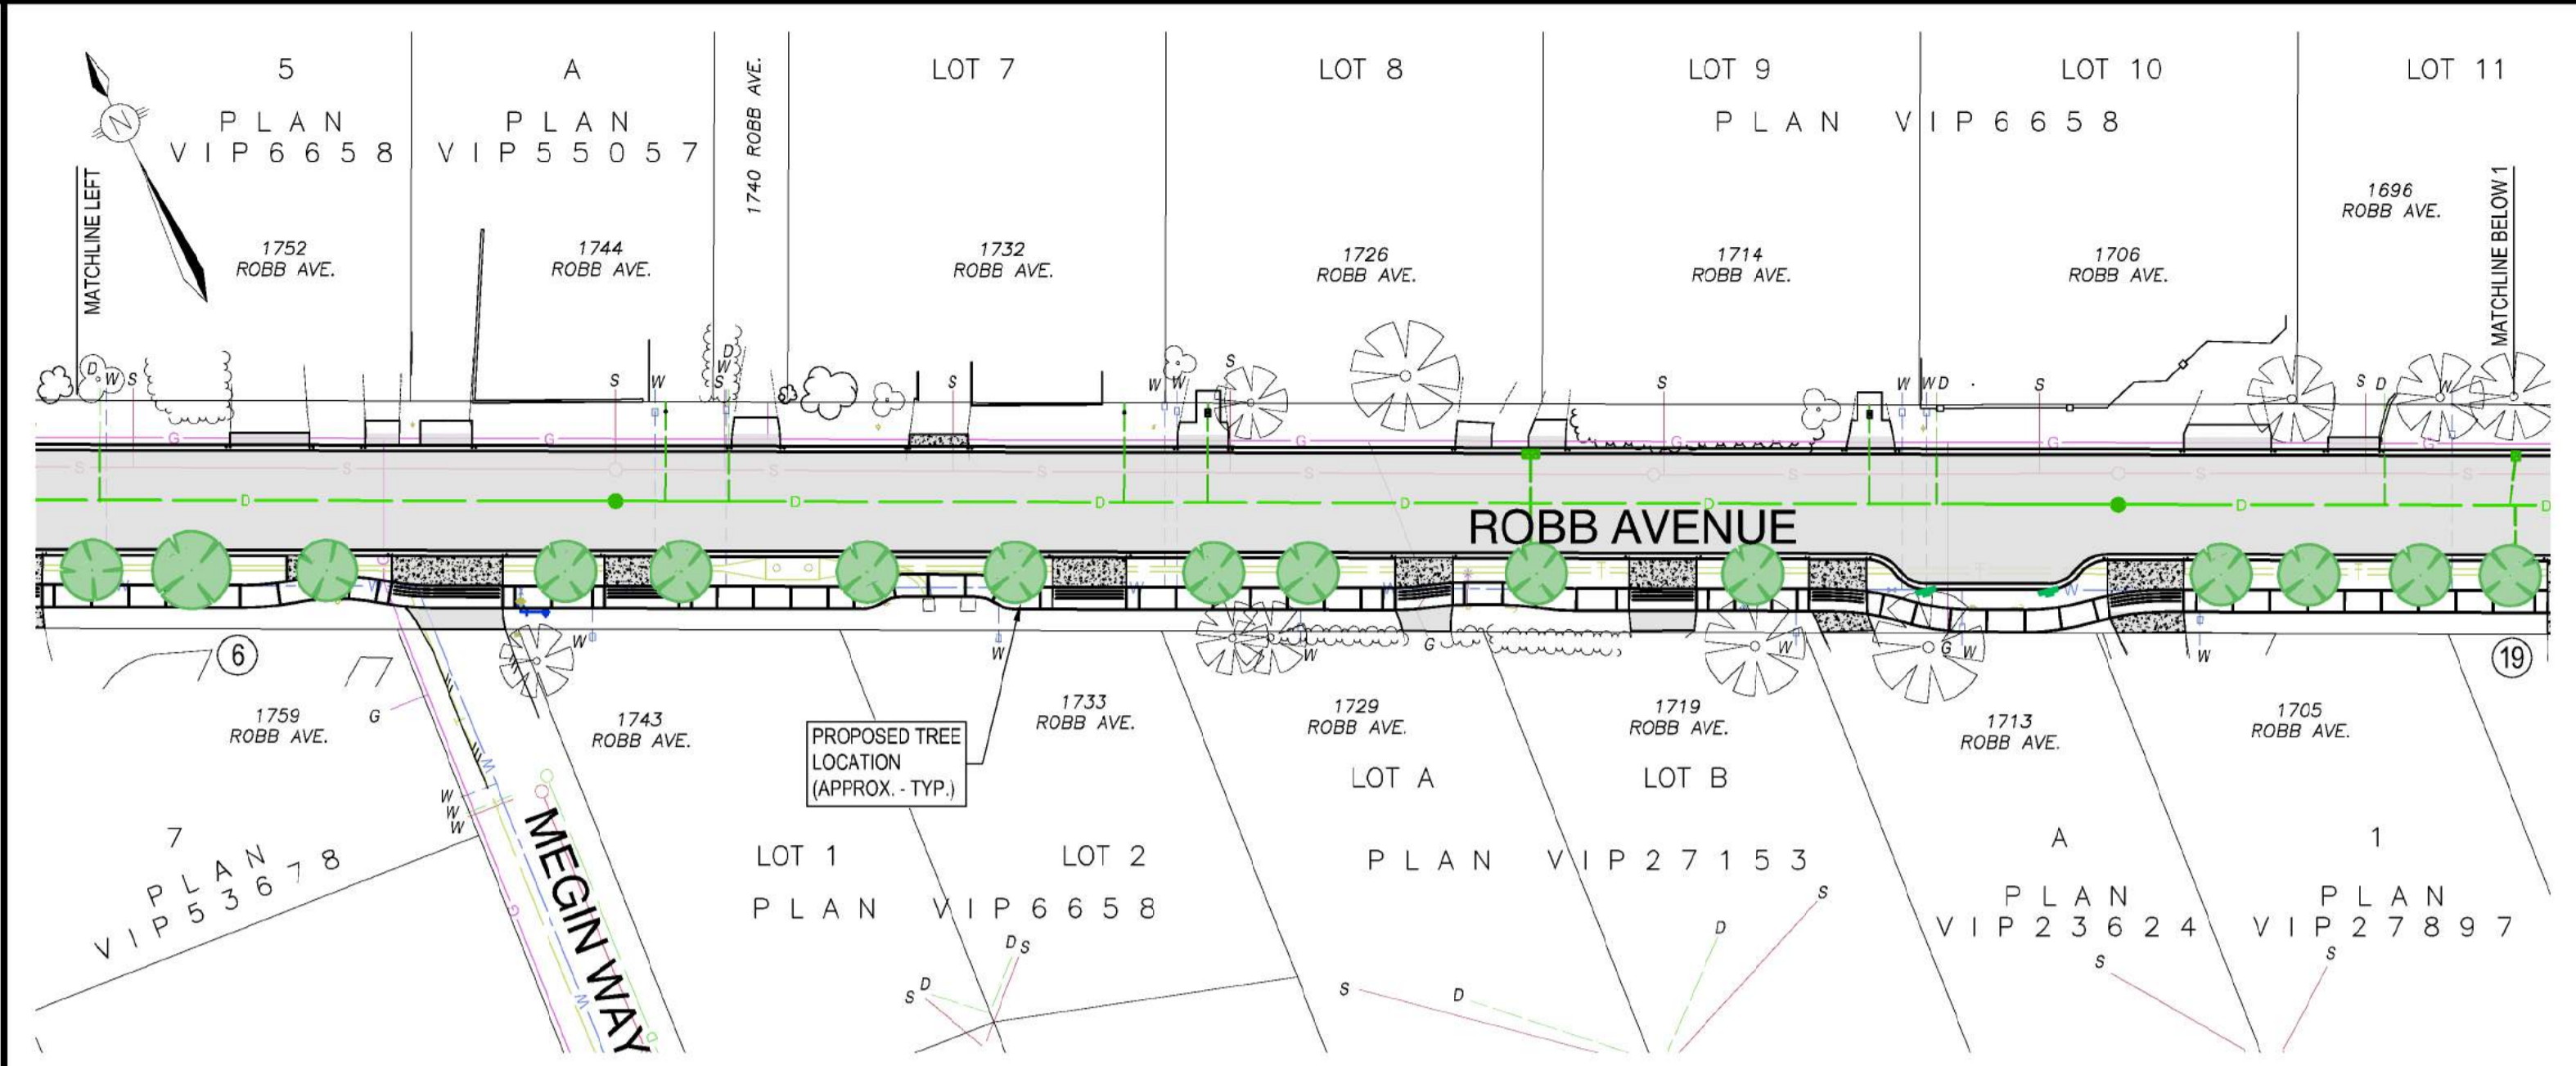 5
PLAN
VIP6658
A
PLAN
VIP55057
1740 ROBB AVE.
LOT 7
LOT 8
LOT 9
PLAN VIP6658
LOT 10
LOT 11
N
MATCHLINE LEFT
1752
ROBB AVE.
1744
ROBB AVE.
1732
ROBB AVE.
1726
ROBB AVE.
1714
ROBB AVE.
1706
ROBB AVE.
1696
ROBB AVE.
MATCHLINE BELOW 1
D
W
S
S
W
D
W
S
S
W
W
S
S
W
W
D
S
S
D
W
G
G
G
G
G
G
G
S
S
S
S
S
S
S
S
D
D
D
D
D
D
D
ROBB AVENUE
W
W
W
W
W
T
T
T
6
W
W
W
G
W
G
W
W
19
1759
ROBB AVE.
G
1743
ROBB AVE.
PROPOSED TREE
LOCATION
(APPROX. - TYP.)
1733
ROBB AVE.
1729
ROBB AVE.
1719
ROBB AVE.
1713
ROBB AVE.
1705
ROBB AVE.
W
W
W
W
7
PLAN
VIP53678
MEGIN WAY
G
W
D
LOT 1
LOT 2
PLAN VIP6658
LOT A
LOT B
PLAN VIP27153
A
PLAN
VIP23624
1
PLAN
VIP27897
D
S
S
D
S
D
D
S
S
S